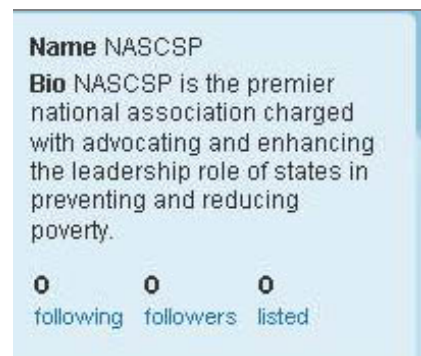 Name NASCSP
Bio NASCSP is the premier
national association charged
with advocating and enhancing
the leadership role of states in
preventing and reducing
poverty.
0 0 0
following followers listed